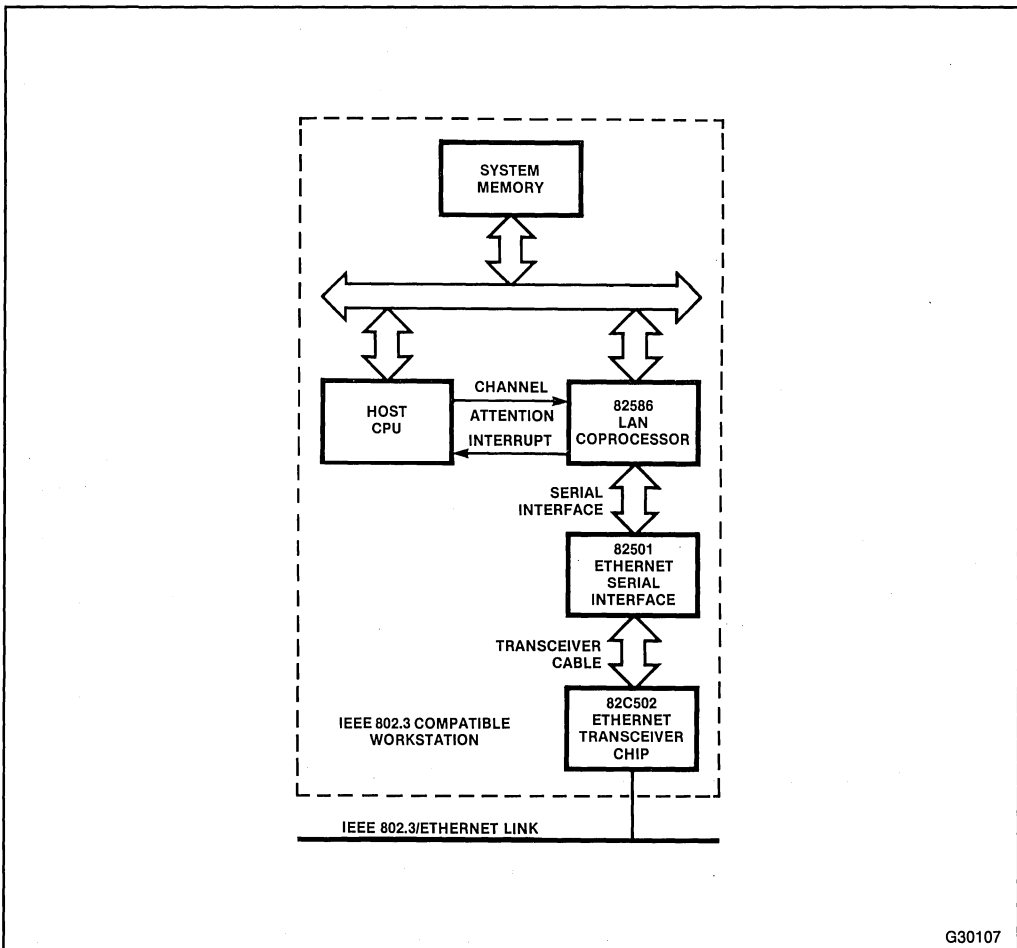 SYSTEM
MEMORY
HOST
CPU
CHANNEL
ATTENTION
INTERRUPT
82586
LAN
COPROCESSOR
SERIAL
INTERFACE
82501
ETHERNET
SERIAL
INTERFACE
TRANSCEIVER
CABLE
82C502
ETHERNET
TRANSCEIVER
CHIP
IEEE 802.3 COMPATIBLE
WORKSTATION
IEEE 802.3/ETHERNET LINK
G30107